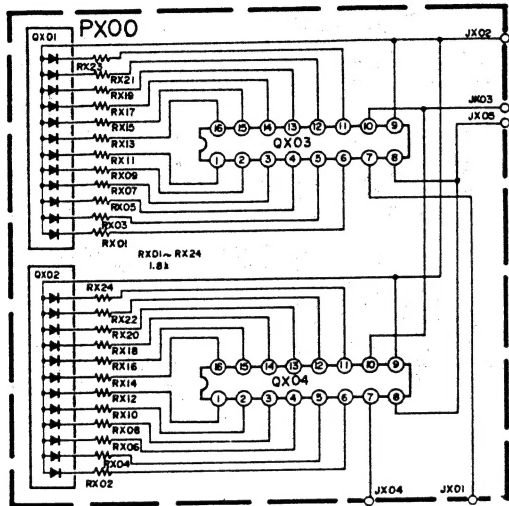 PX00
QX01
JX02
RX23
RX21
RX19
JX03
RX17
JX05
RX15
16 15 14 13 12 11 10 9
RX13
QX03
RX11
1 2 3 4 5 6 7 8
RX09
RX07
RX05
RX03
RX01
RX01~RX24
1.8k
QX02
RX24
RX22
RX20
RX18
RX16
16 15 14 13 12 11 10 9
RX14
QX04
RX12
1 2 3 4 5 6 7 8
RX10
RX08
RX06
RX04
RX02
JX04
JX01